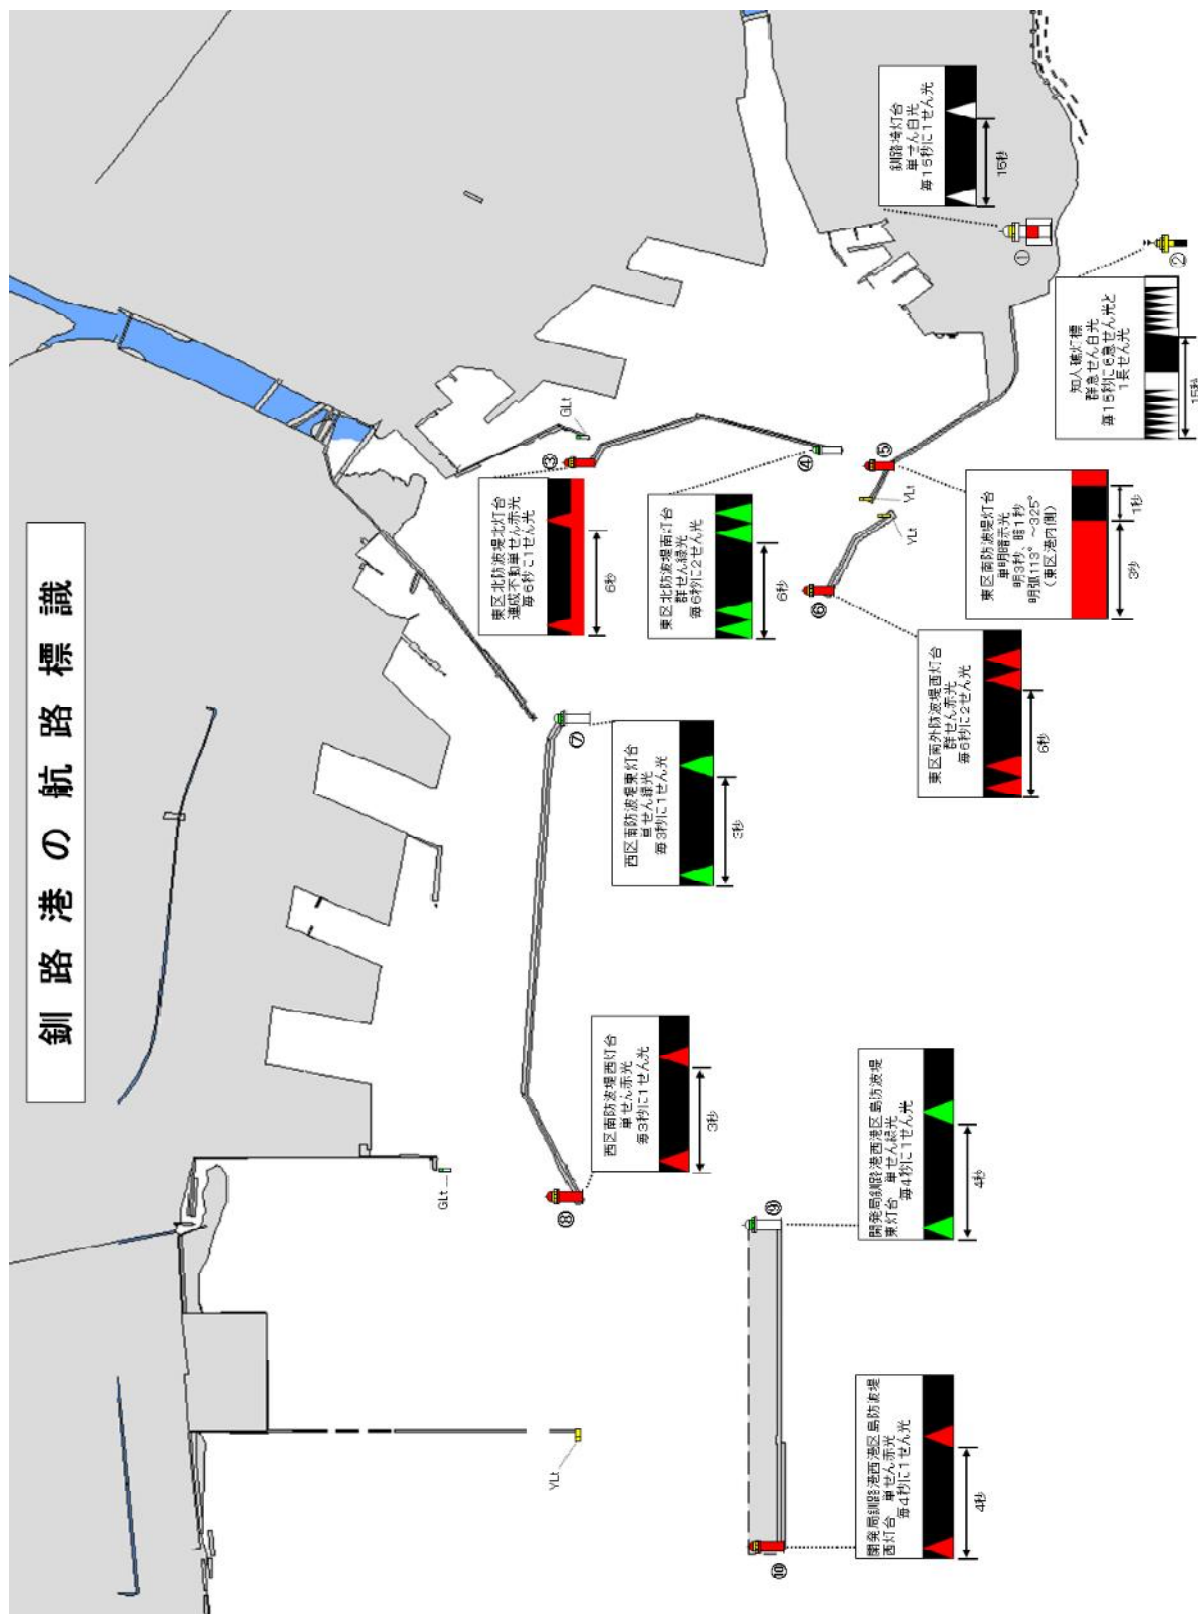 釧路港の航路標識
釧路埼灯台
単せん白光
毎15秒に1せん光
15秒
①
②
知人礁灯標
群急せん白光
毎15秒に6急せん光と
1長せん光
15秒
GLt
③
東区北防波堤北灯台
連成不動単せん赤光
毎6秒に1せん光
6秒
④
東区北防波堤南灯台
群せん緑光
毎6秒に2せん光
6秒
⑤
YLt
YLt
東区南防波堤灯台
単明暗赤光
明3秒、暗1秒
明弧113°~325°
(東区港内側)
1秒
3秒
⑥
東区南外防波堤西灯台
群せん赤光
毎6秒に2せん光
6秒
⑦
西区南防波堤東灯台
単せん緑光
毎3秒に1せん光
3秒
⑧
西区南防波堤西灯台
単せん赤光
毎3秒に1せん光
3秒
GLt
⑨
開発局釧路港西港区島防波堤
東灯台 単せん緑光
毎4秒に1せん光
4秒
YLt
⑩
開発局釧路港西港区島防波堤
西灯台 単せん赤光
毎4秒に1せん光
4秒